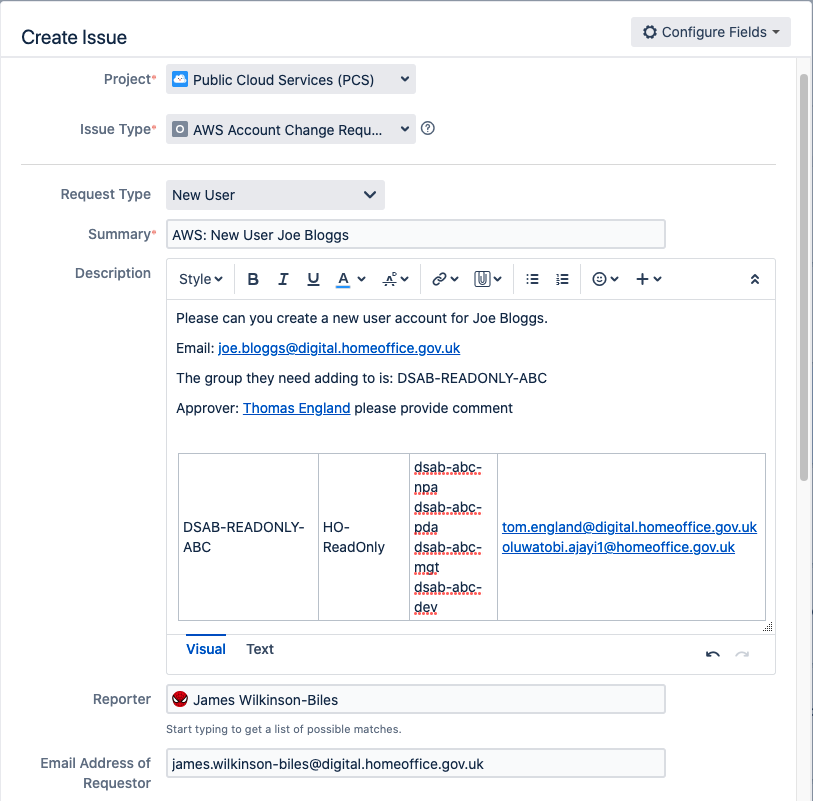 Create Issue
Configure Fields
Project*
Public Cloud Services (PCS)
Issue Type*
AWS Account Change Requ...
Request Type
New User
Summary*
AWS: New User Joe Bloggs
Description
Style
B I U A
Please can you create a new user account for Joe Bloggs.
Email: joe.bloggs@digital.homeoffice.gov.uk
The group they need adding to is: DSAB-READONLY-ABC
Approver: Thomas England please provide comment
DSAB-READONLY-
ABC
HO-
ReadOnly
dsab-abc-
npa
dsab-abc-
pda
dsab-abc-
mgt
dsab-abc-
dev
tom.england@digital.homeoffice.gov.uk
oluwatobi.ajayi1@homeoffice.gov.uk
Visual Text
Reporter
James Wilkinson-Biles
Start typing to get a list of possible matches.
Email Address of
Requestor
james.wilkinson-biles@digital.homeoffice.gov.uk